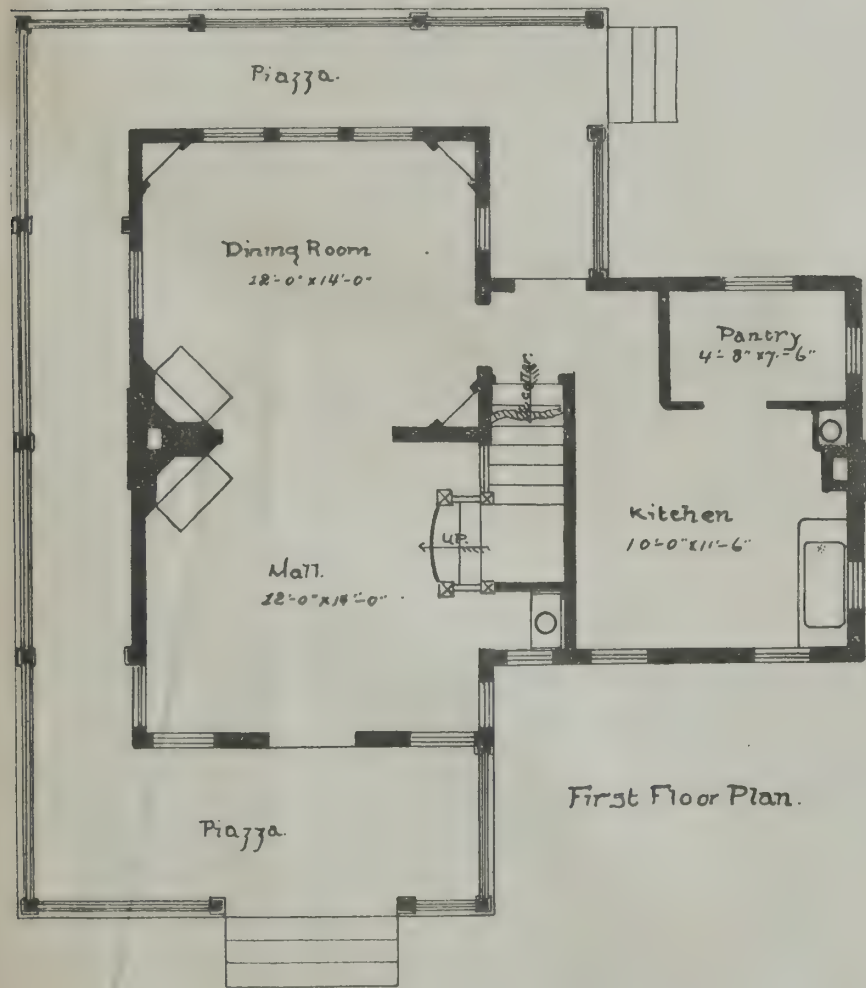 Piazza.
Dining Room
12'-0" x 14'-0"
Pantry
4'-8" x 7'-6"
Cellar.
Kitchen
10'-0" x 11'-6"
UP.
Hall.
12'-0" x 14'-0"
First Floor Plan.
Piazza.